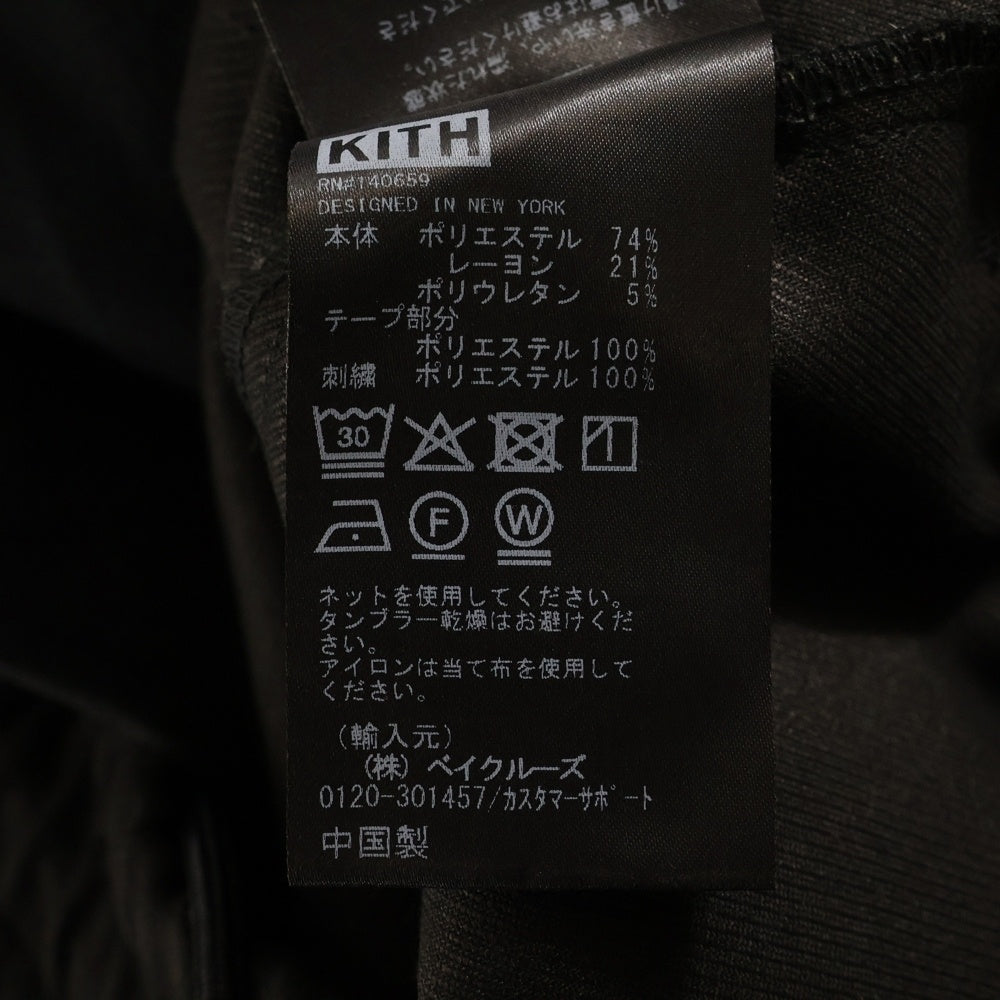 KITH
RN#140659
DESIGNED IN NEW YORK
本体 ポリエステル 74%
レーヨン 21%
ポリウレタン 5%
テープ部分
ポリエステル 100%
刺繍 ポリエステル 100%
30
F W
ネットを使用してください。
タンブラー乾燥はお避けくだ
さい。
アイロンは当て布を使用して
ください。
(輸入元)
(株) ベイクルーズ
0120-301457/カスタマーサポート
中国製